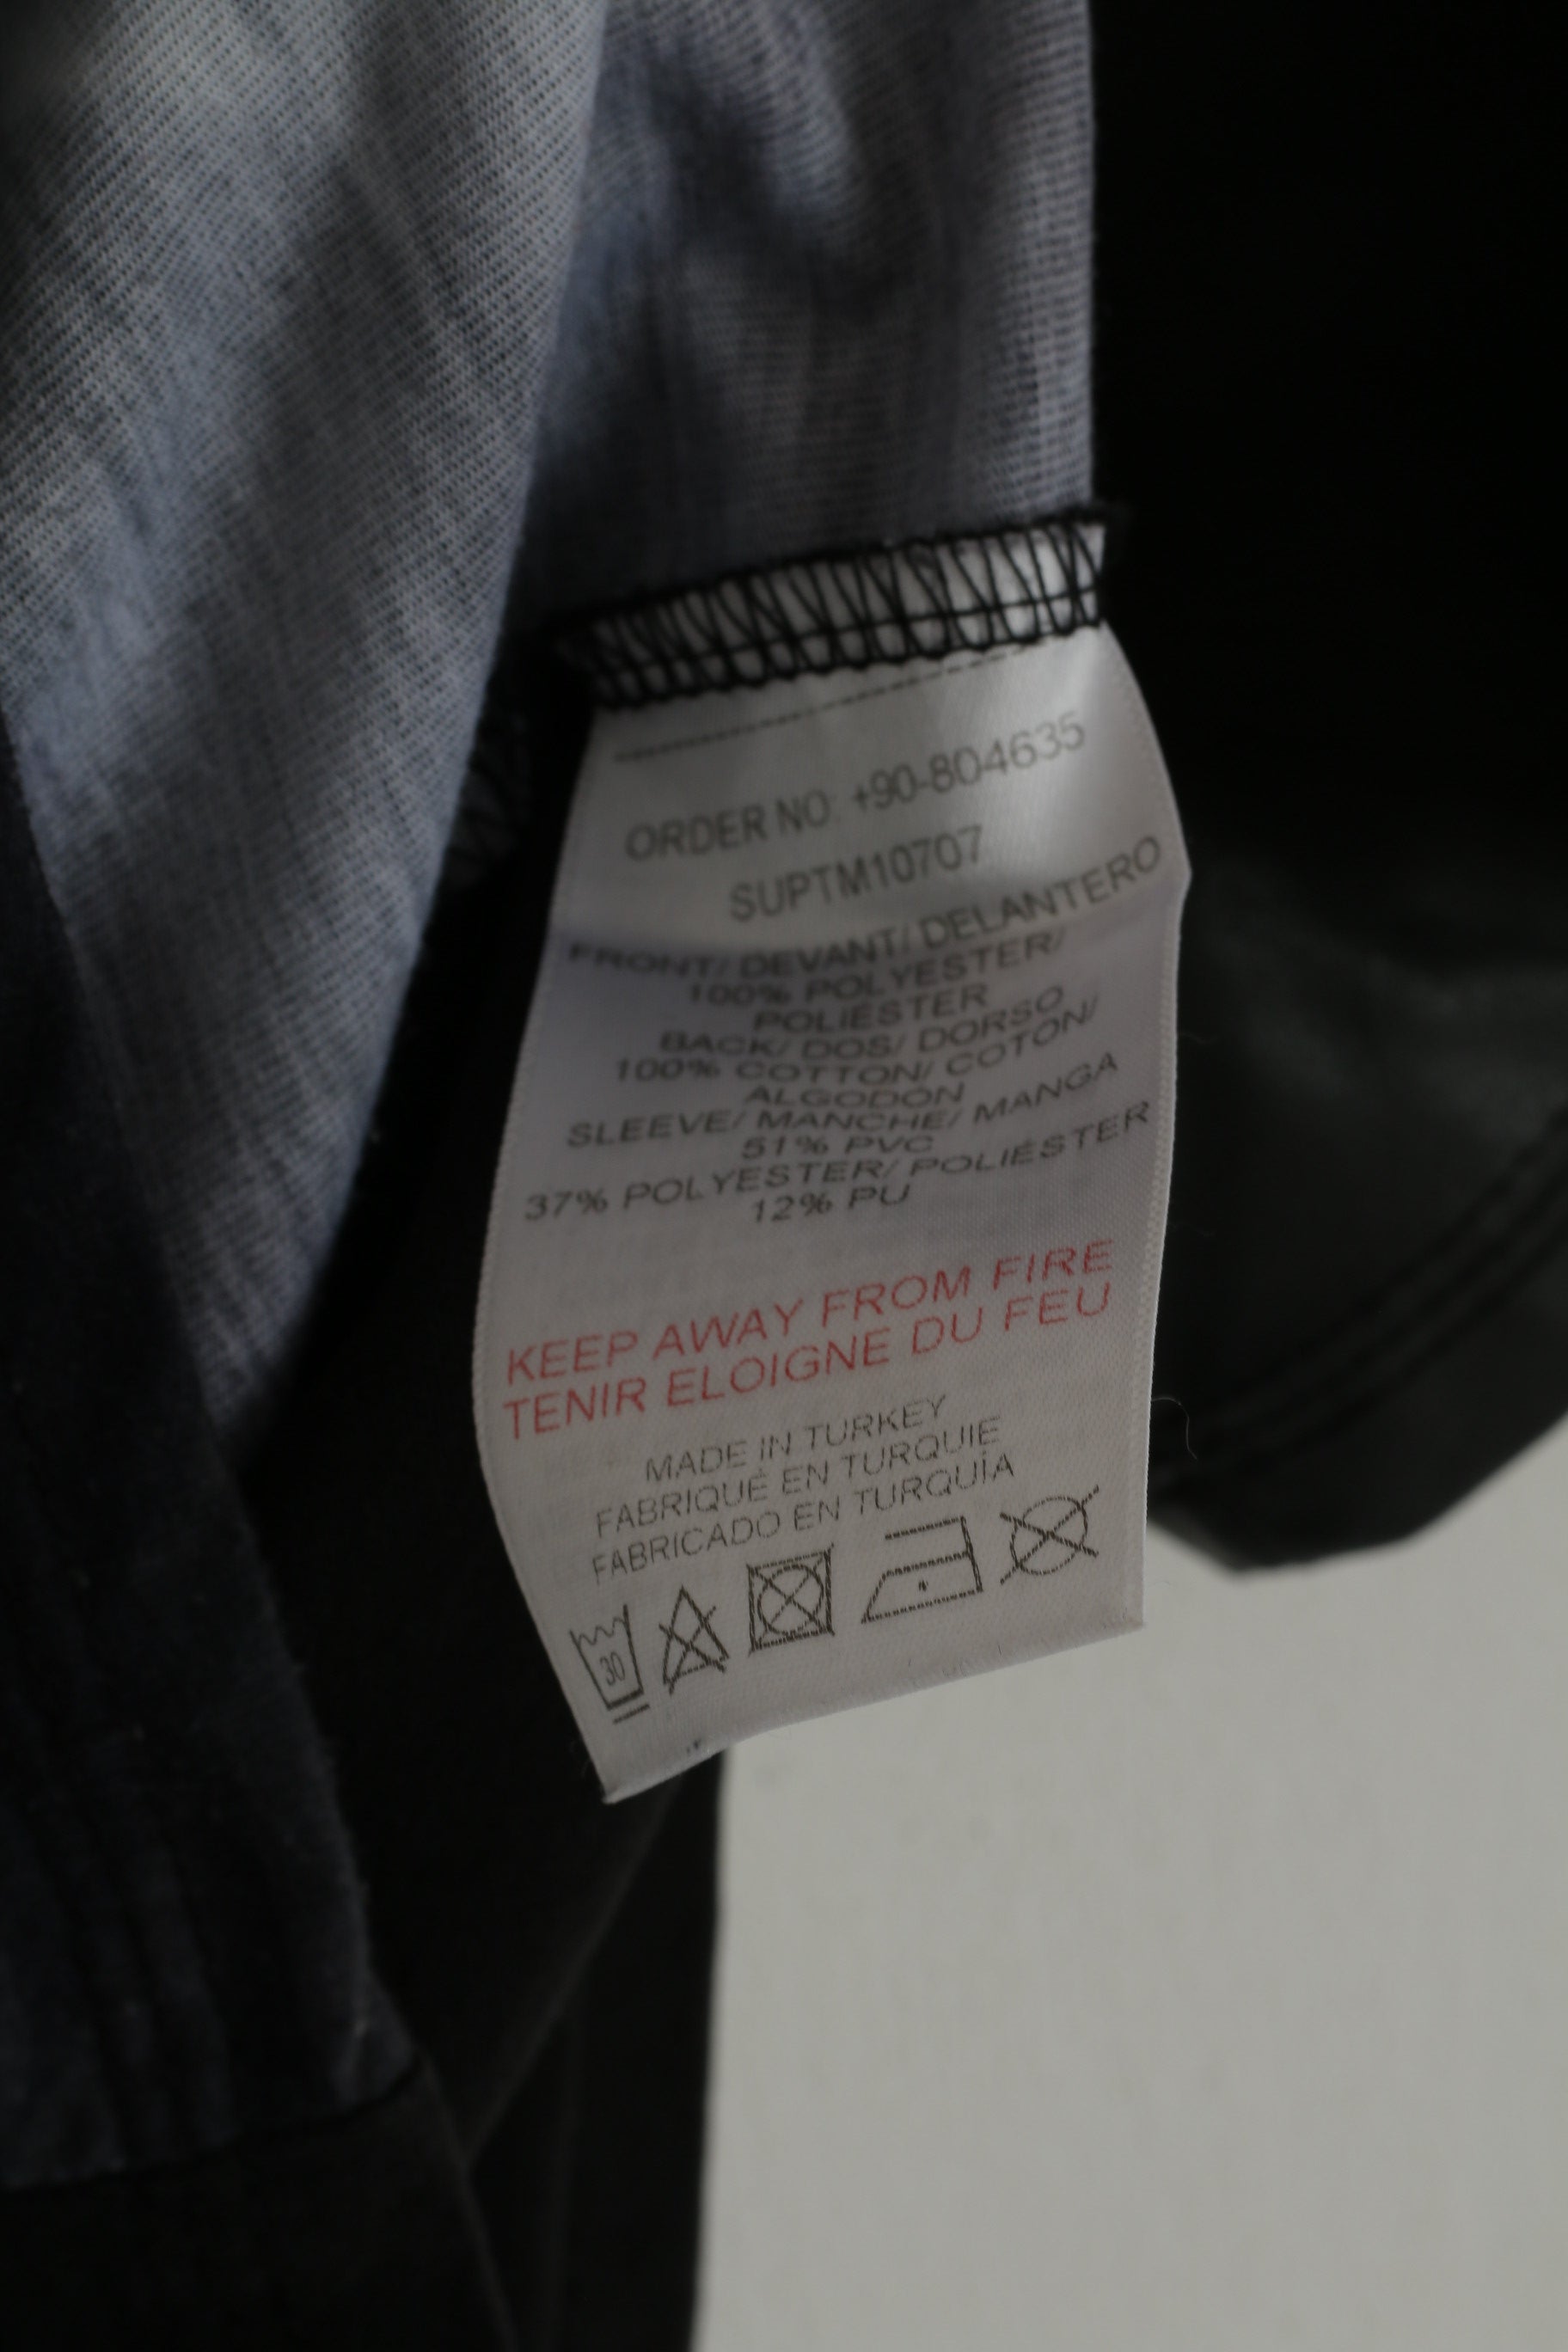 ORDER NO: +90-804635
SUPTM10707
FRONT/ DEVANT/ DELANTERO
100% POLYESTER/
POLIÉSTER
BACK/ DOS/ DORSO
100% COTTON/ COTON/
ALGODON
SLEEVE/ MANCHE/ MANGA
51% PVC
37% POLYESTER/ POLIÉSTER
12% PU
KEEP AWAY FROM FIRE
TENIR ELOIGNE DU FEU
MADE IN TURKEY
FABRIQUÉ EN TURQUIE
FABRICADO EN TURQUÍA
30